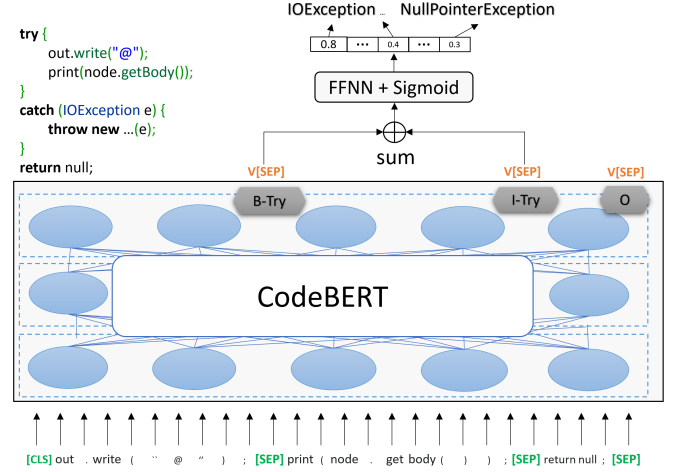 IOException ... NullPointerException
0.8 ••• 0.4 ••• 0.3
try {
out.write("@");
print(node.getBody());
}
catch (IOException e) {
throw new ...(e);
}
return null;
FFNN + Sigmoid
sum
V[SEP] V[SEP] V[SEP]
B-Try I-Try O
CodeBERT
[CLS] out . write ( `` @ “ ) ; [SEP] print ( node . get body ( ) ) ; [SEP] return null ; [SEP]